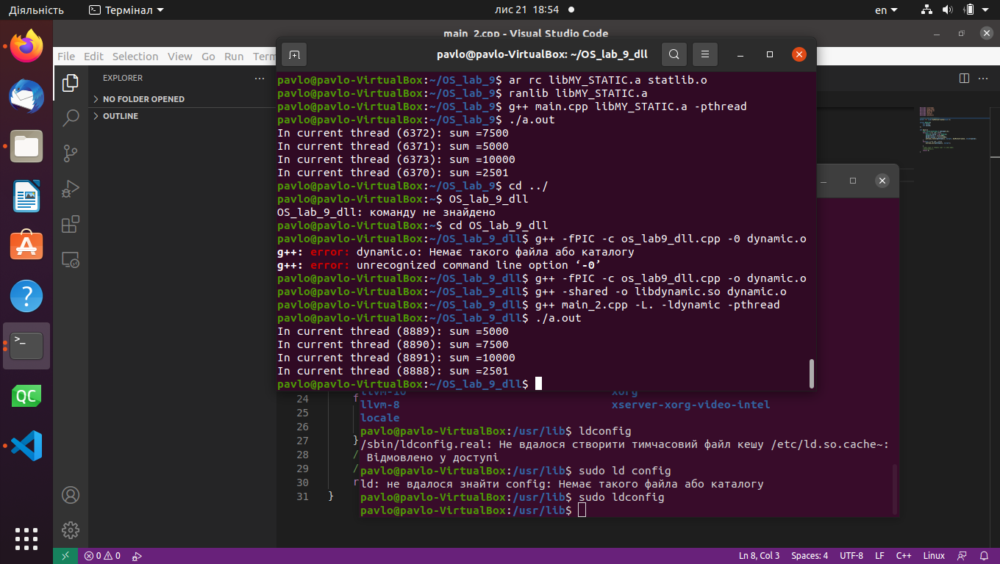 Діяльність
Термінал
лис 21 18:54
en
main_2.cpp - Visual Studio Code
File Edit Selection View Go Run Term
EXPLORER
NO FOLDER OPENED
OUTLINE
pavlo@pavlo-VirtualBox: ~/OS_lab_9_dll
pavlo@pavlo-VirtualBox:~/OS_lab_9$ ar rc libMY_STATIC.a statlib.o
pavlo@pavlo-VirtualBox:~/OS_lab_9$ ranlib libMY_STATIC.a
pavlo@pavlo-VirtualBox:~/OS_lab_9$ g++ main.cpp libMY_STATIC.a -pthread
pavlo@pavlo-VirtualBox:~/OS_lab_9$ ./a.out
In current thread (6372): sum =7500
In current thread (6371): sum =5000
In current thread (6373): sum =10000
In current thread (6370): sum =2501
pavlo@pavlo-VirtualBox:~/OS_lab_9$ cd ../
pavlo@pavlo-VirtualBox:~$ OS_lab_9_dll
OS_lab_9_dll: команду не знайдено
pavlo@pavlo-VirtualBox:~$ cd OS_lab_9_dll
pavlo@pavlo-VirtualBox:~/OS_lab_9_dll$ g++ -fPIC -c os_lab9_dll.cpp -0 dynamic.o
g++: error: dynamic.o: Немає такого файла або каталогу
g++: error: unrecognized command line option ‘-0’
pavlo@pavlo-VirtualBox:~/OS_lab_9_dll$ g++ -fPIC -c os_lab9_dll.cpp -o dynamic.o
pavlo@pavlo-VirtualBox:~/OS_lab_9_dll$ g++ -shared -o libdynamic.so dynamic.o
pavlo@pavlo-VirtualBox:~/OS_lab_9_dll$ g++ main_2.cpp -L. -ldynamic -pthread
pavlo@pavlo-VirtualBox:~/OS_lab_9_dll$ ./a.out
In current thread (8889): sum =5000
In current thread (8890): sum =7500
In current thread (8891): sum =10000
In current thread (8888): sum =2501
pavlo@pavlo-VirtualBox:~/OS_lab_9_dll$
llvm-10 xorg
llvm-8 xserver-xorg-video-intel
locale
pavlo@pavlo-VirtualBox:/usr/lib$ ldconfig
/sbin/ldconfig.real: Не вдалося створити тимчасовий файл кешу /etc/ld.so.cache~:
Відмовлено у доступі
pavlo@pavlo-VirtualBox:/usr/lib$ sudo ld config
ld: не вдалося знайти config: Немає такого файла або каталогу
pavlo@pavlo-VirtualBox:/usr/lib$ sudo ldconfig
pavlo@pavlo-VirtualBox:/usr/lib$
24 f
25
26
27 }
28 /
29 /
30 r
31 }
QC
0 0
Ln 8, Col 3 Spaces: 4 UTF-8 LF C++ Linux